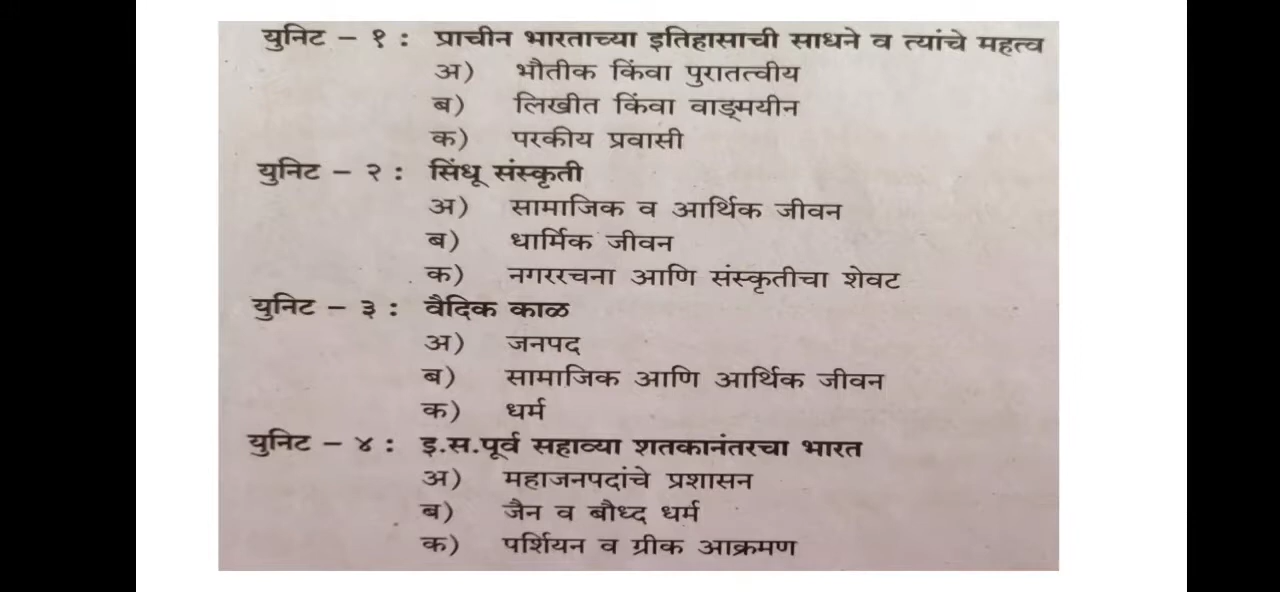 युनिट - १ : प्राचीन भारताच्या इतिहासाची साधने व त्यांचे महत्व
अ) भौतीक किंवा पुरातत्वीय
ब) लिखीत किंवा वाङ्मयीन
क) परकीय प्रवासी
युनिट - २ : सिंधू संस्कृती
अ) सामाजिक व आर्थिक जीवन
ब) धार्मिक जीवन
क) नगररचना आणि संस्कृतीचा शेवट
युनिट - ३ : वैदिक काळ
अ) जनपद
ब) सामाजिक आणि आर्थिक जीवन
क) धर्म
युनिट - ४ : इ.स.पूर्व सहाव्या शतकानंतरचा भारत
अ) महाजनपदांचे प्रशासन
ब) जैन व बौध्द धर्म
क) पर्शियन व ग्रीक आक्रमण